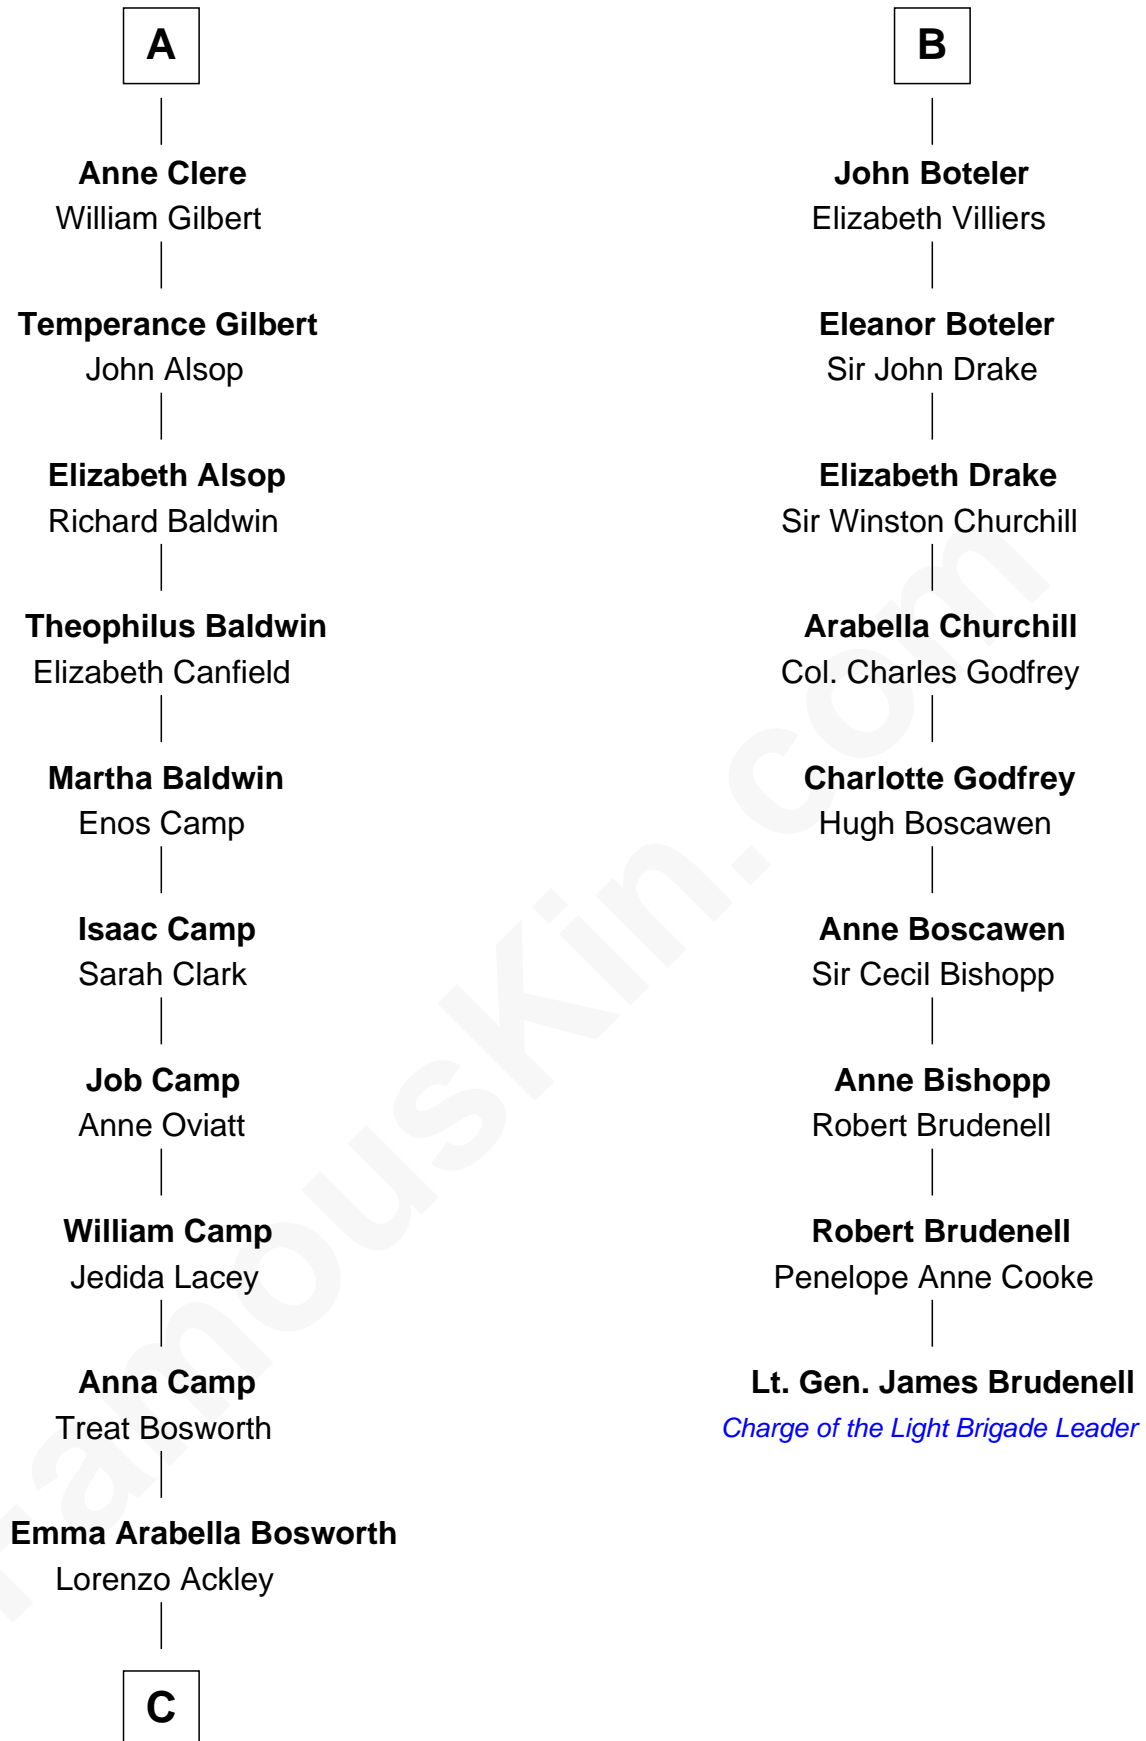 A
Anne Clere
William Gilbert
Temperance Gilbert
John Alsop
Elizabeth Alsop
Richard Baldwin
Theophilus Baldwin
Elizabeth Canfield
Martha Baldwin
Enos Camp
Isaac Camp
Sarah Clark
Job Camp
Anne Oviatt
William Camp
Jedida Lacey
Anna Camp
Treat Bosworth
Emma Arabella Bosworth
Lorenzo Ackley
C
B
John Boteler
Elizabeth Villiers
Eleanor Boteler
Sir John Drake
Elizabeth Drake
Sir Winston Churchill
Arabella Churchill
Col. Charles Godfrey
Charlotte Godfrey
Hugh Boscawen
Anne Boscawen
Sir Cecil Bishopp
Anne Bishopp
Robert Brudenell
Robert Brudenell
Penelope Anne Cooke
Lt. Gen. James Brudenell
Charge of the Light Brigade Leader
FamousKin.com